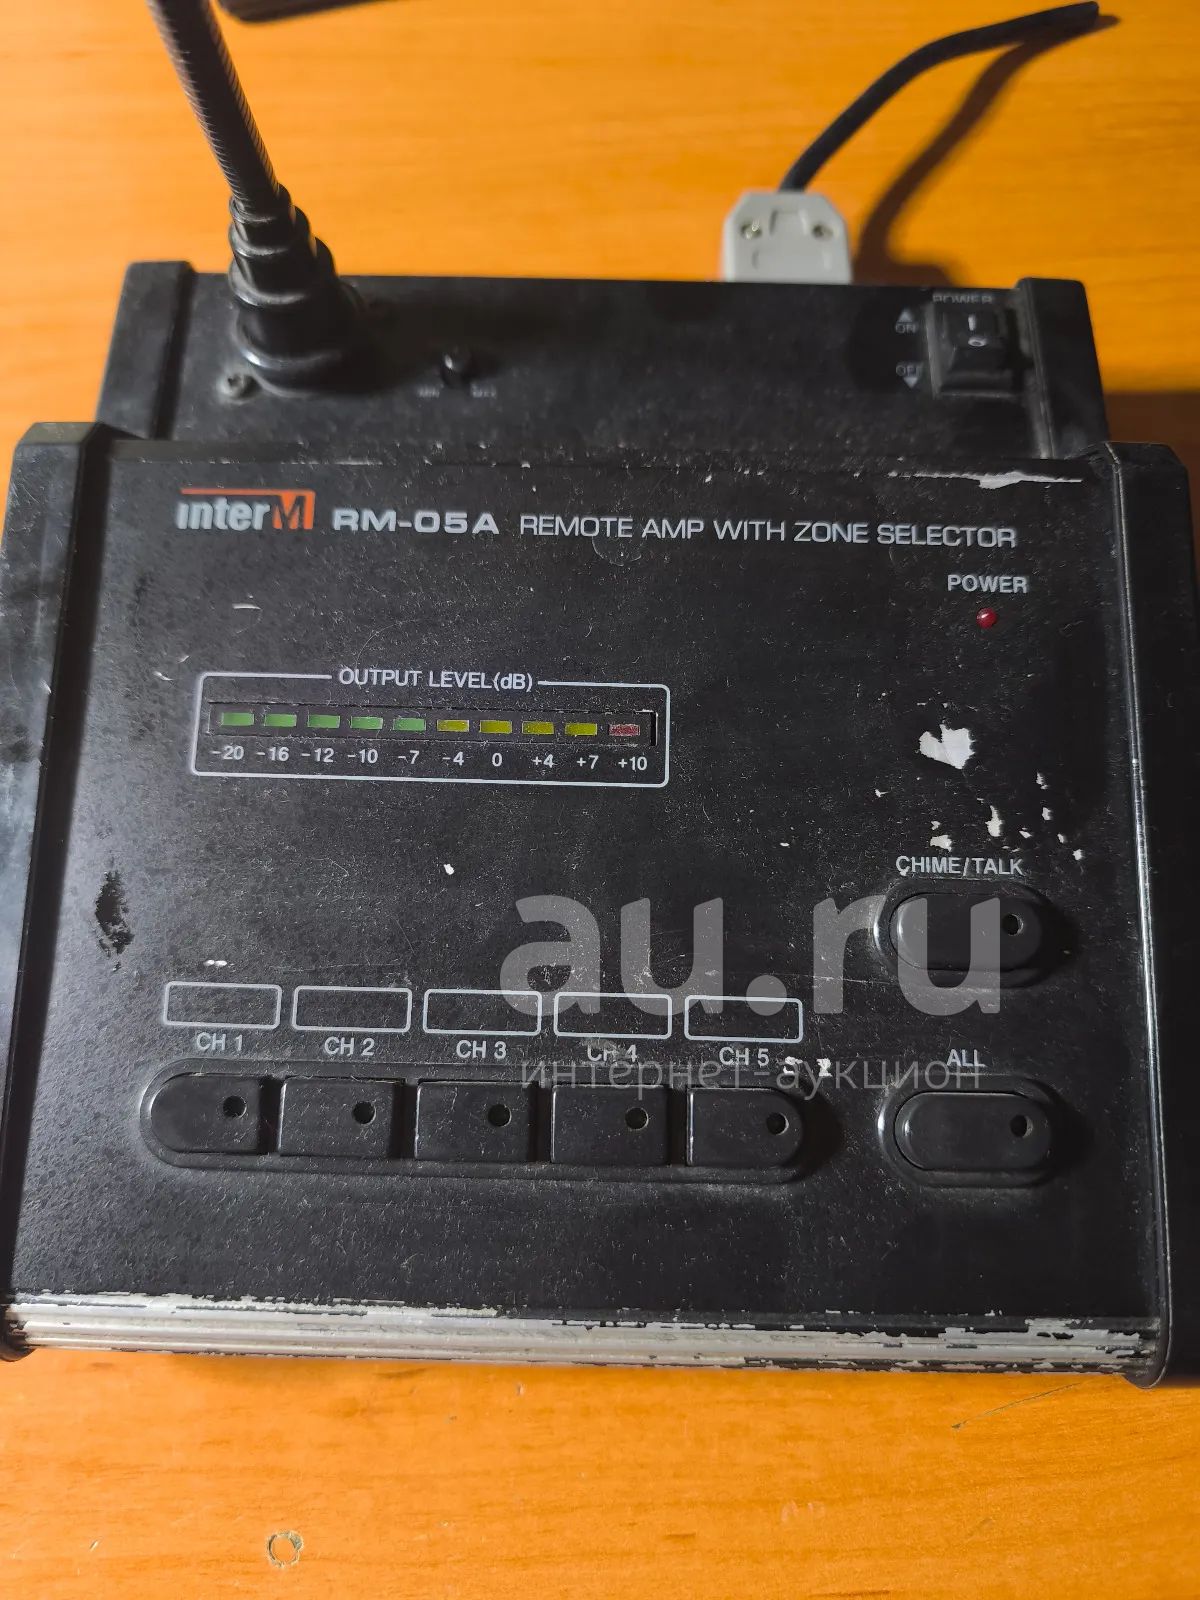 POWER
ON
OFF
MIN MAX
interM RM-05A REMOTE AMP WITH ZONE SELECTOR
POWER
OUTPUT LEVEL(dB)
-20 -16 -12 -10 -7 -4 0 +4 +7 +10
CHIME/TALK
au.ru
CH 1 CH 2 CH 3 CH 4 CH 5
ALL
интернет-аукцион